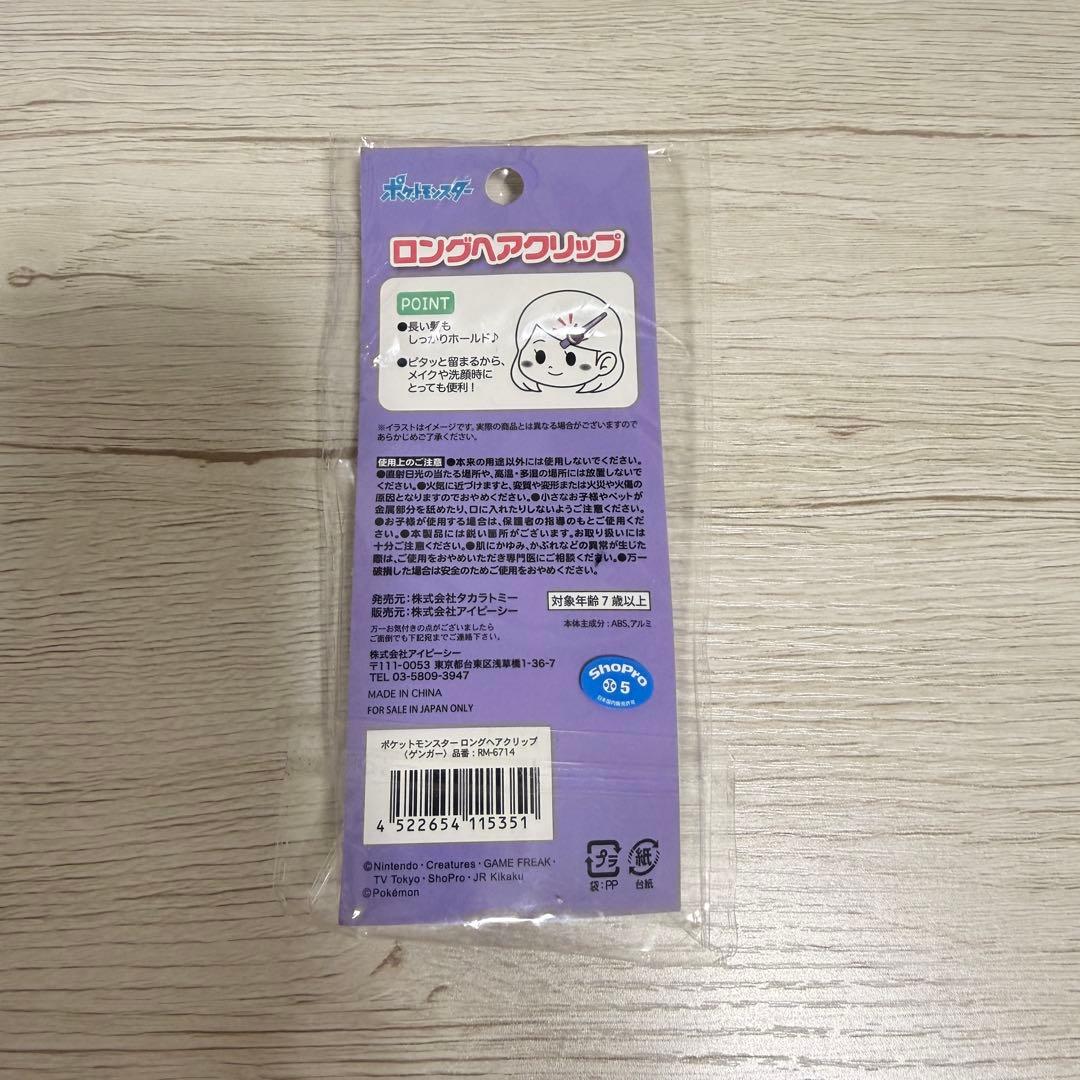 ポケットモンスター
ロングヘアクリップ
POINT
●長い髪も
しっかりホールド♪
●ピタッと留まるから、
メイクや洗顔時に
とっても便利！
※イラストはイメージです。実際の商品とは異なる場合がございますので
あらかじめご了承ください。
使用上のご注意 ●本来の用途以外には使用しないでください。
●直射日光の当たる場所や、高温・多湿の場所には放置しないで
ください。●火気に近づけますと、変質や変形または火災や火傷の
原因となりますのでおやめください。●小さなお子様やペットが
金属部分を舐めたり、口に入れたりしないようご注意ください。
●お子様が使用する場合は、保護者の指導のもとご使用くださ
い。●本製品には鋭い箇所がございます。お取り扱いには
十分ご注意ください。●肌にかゆみ、かぶれなどの異常が生じた
際は、ご使用をおやめいただき専門医にご相談ください。●万一
破損した場合は安全のためご使用をおやめください。
発売元：株式会社タカラトミー
販売元：株式会社アイピーシー
対象年齢7歳以上
万一お気付きの点がございましたら
ご面倒でも下記宛までご連絡下さい。
本体主成分：ABS、アルミ
株式会社アイピーシー
〒111-0053 東京都台東区浅草橋1-36-7
TEL 03-5809-3947
MADE IN CHINA
FOR SALE IN JAPAN ONLY
ShoPro
5
日本国内販売許可
ポケットモンスター ロングヘアクリップ
（ゲンガー）品番：RM-6714
4 522654 115351
©Nintendo・Creatures・GAME FREAK・
TV Tokyo・ShoPro・JR Kikaku
©Pokémon
プラ
袋：PP
紙
台紙